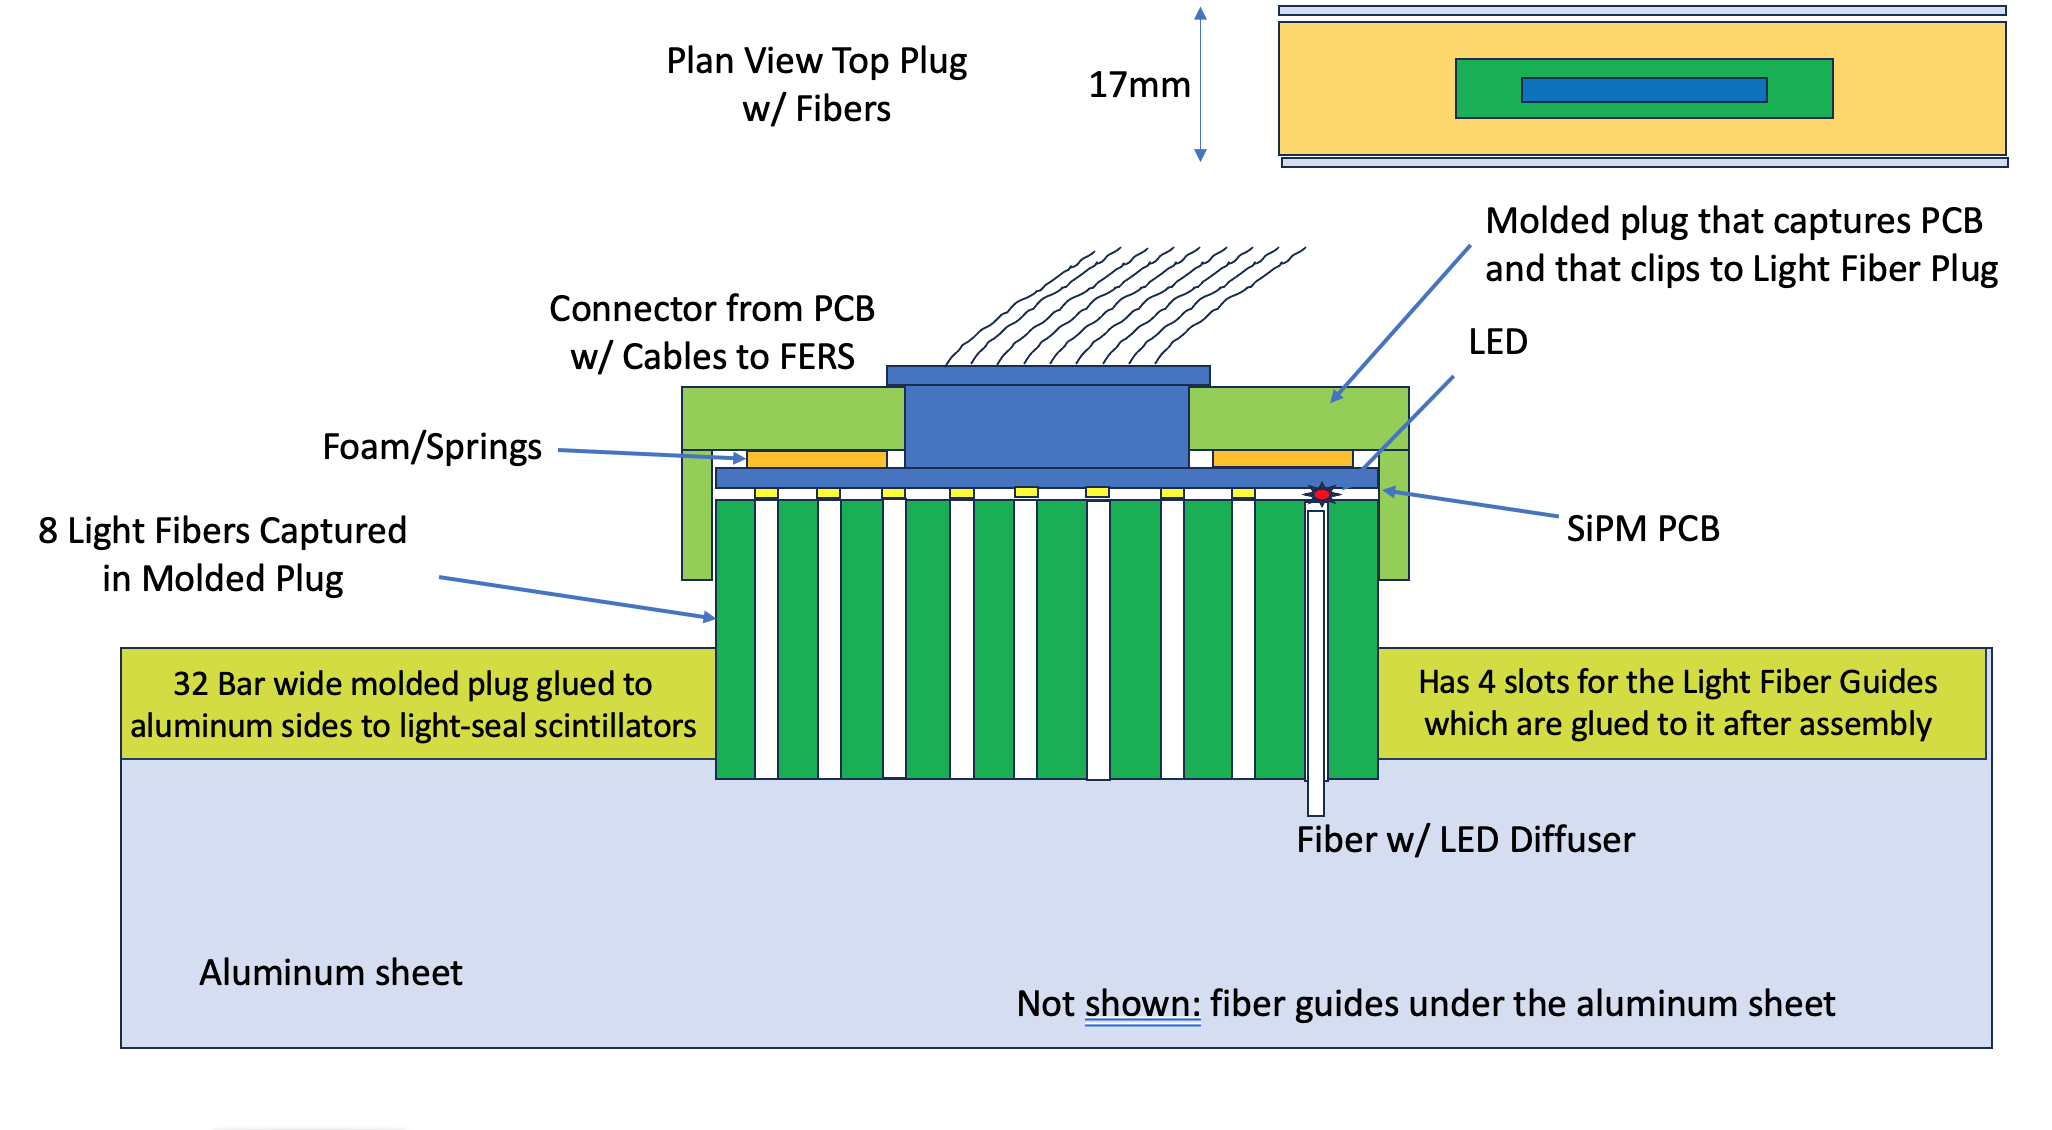 Plan View Top Plug
w/ Fibers
17mm
Molded plug that captures PCB
and that clips to Light Fiber Plug
LED
Connector from PCB
w/ Cables to FERS
Foam/Springs
8 Light Fibers Captured
in Molded Plug
SiPM PCB
32 Bar wide molded plug glued to
aluminum sides to light-seal scintillators
Has 4 slots for the Light Fiber Guides
which are glued to it after assembly
Fiber w/ LED Diffuser
Aluminum sheet
Not shown: fiber guides under the aluminum sheet